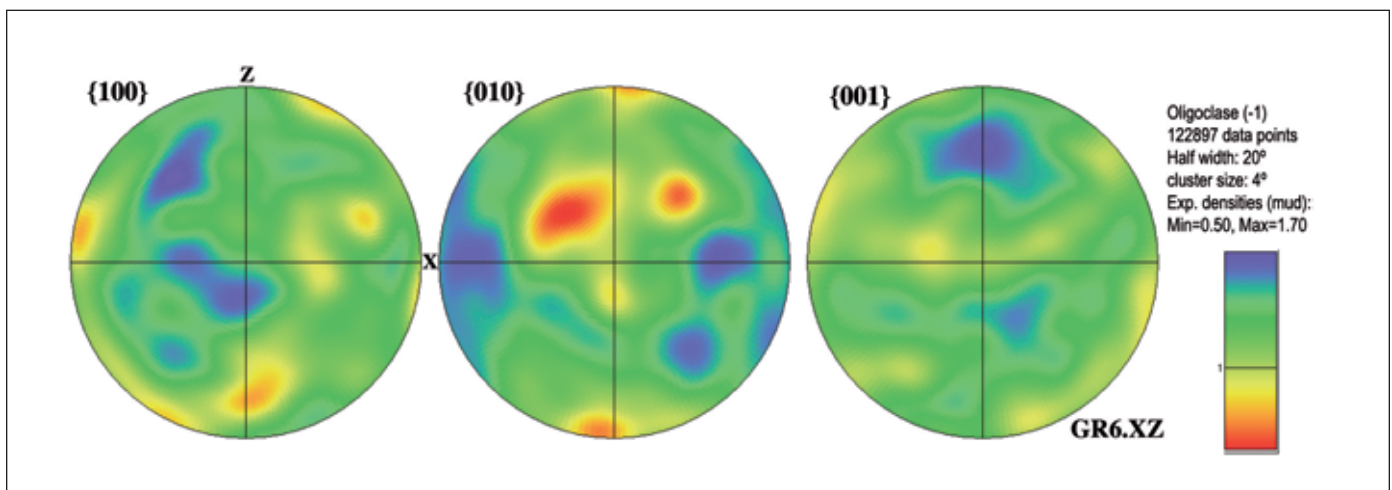 Z
{100}
{010}
{001}
X
Oligoclase (-1)
122897 data points
Half width: 20º
cluster size: 4º
Exp. densities (mud):
Min=0.50, Max=1.70
1
GR6.XZ